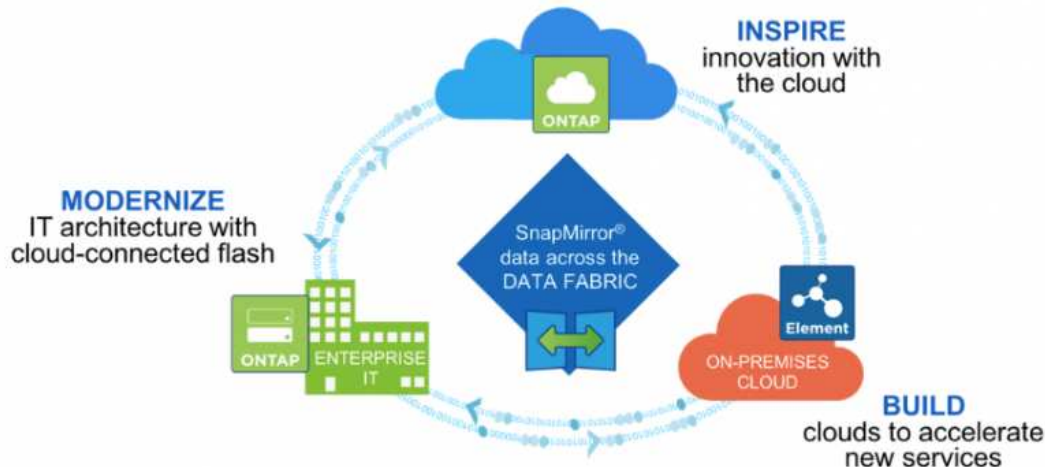 INSPIRE
innovation with
the cloud
ONTAP
MODERNIZE
IT architecture with
cloud-connected flash
SnapMirror®
data across the
DATA FABRIC
ONTAP
ENTERPRISE
IT
Element
ON-PREMISES
CLOUD
BUILD
clouds to accelerate
new services